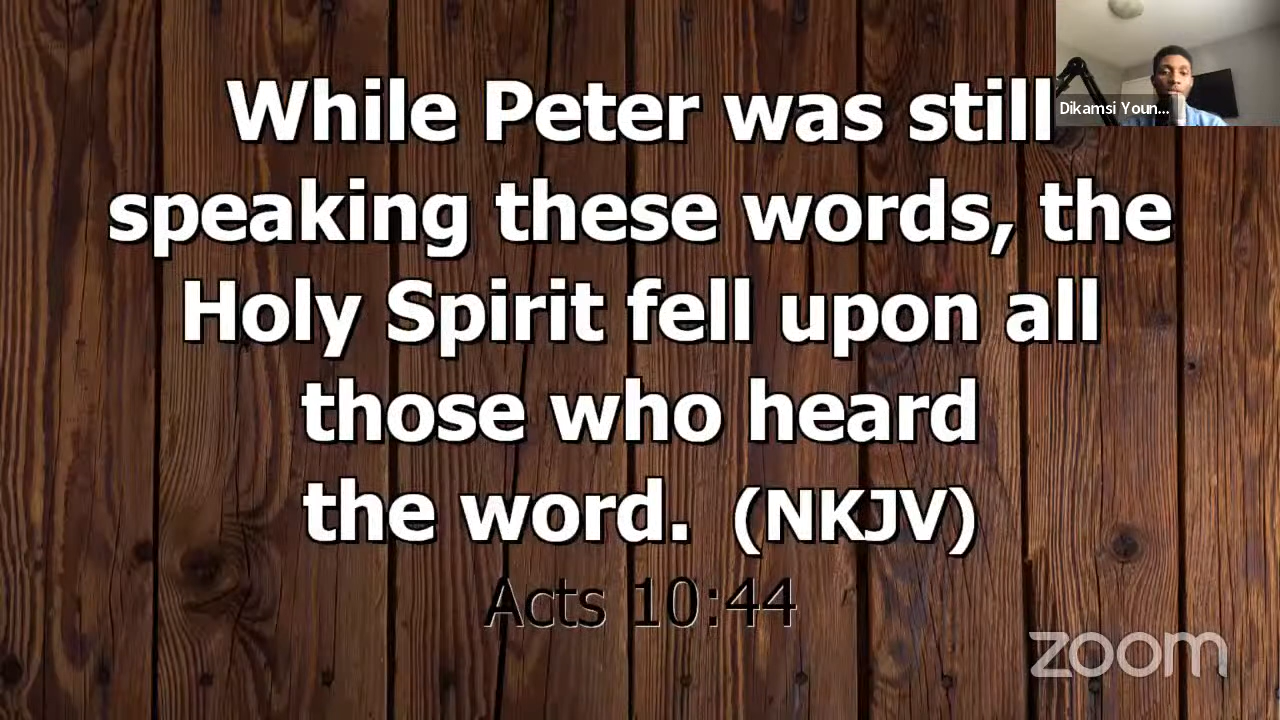 While Peter was still
speaking these words, the
Holy Spirit fell upon all
those who heard
the word. (NKJV)
Acts 10:44
Dikamsi Youn...
zoom